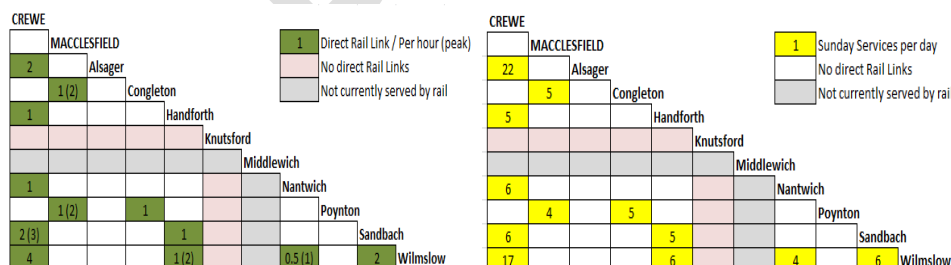 CREWE
MACCLESFIELD
2 Alsager
1 (2) Congleton
1 Handforth
Knutsford
Middlewich
1 Nantwich
1 (2) 1 Poynton
2 (3) 1 Sandbach
4 1 (2) 0.5 (1) 2 Wilmslow
1 Direct Rail Link / Per hour (peak)
No direct Rail Links
Not currently served by rail
CREWE
MACCLESFIELD
22 Alsager
5 Congleton
5 Handforth
Knutsford
Middlewich
6 Nantwich
4 5 Poynton
6 5 Sandbach
17 6 4 6 Wilmslow
1 Sunday Services per day
No direct Rail Links
Not currently served by rail